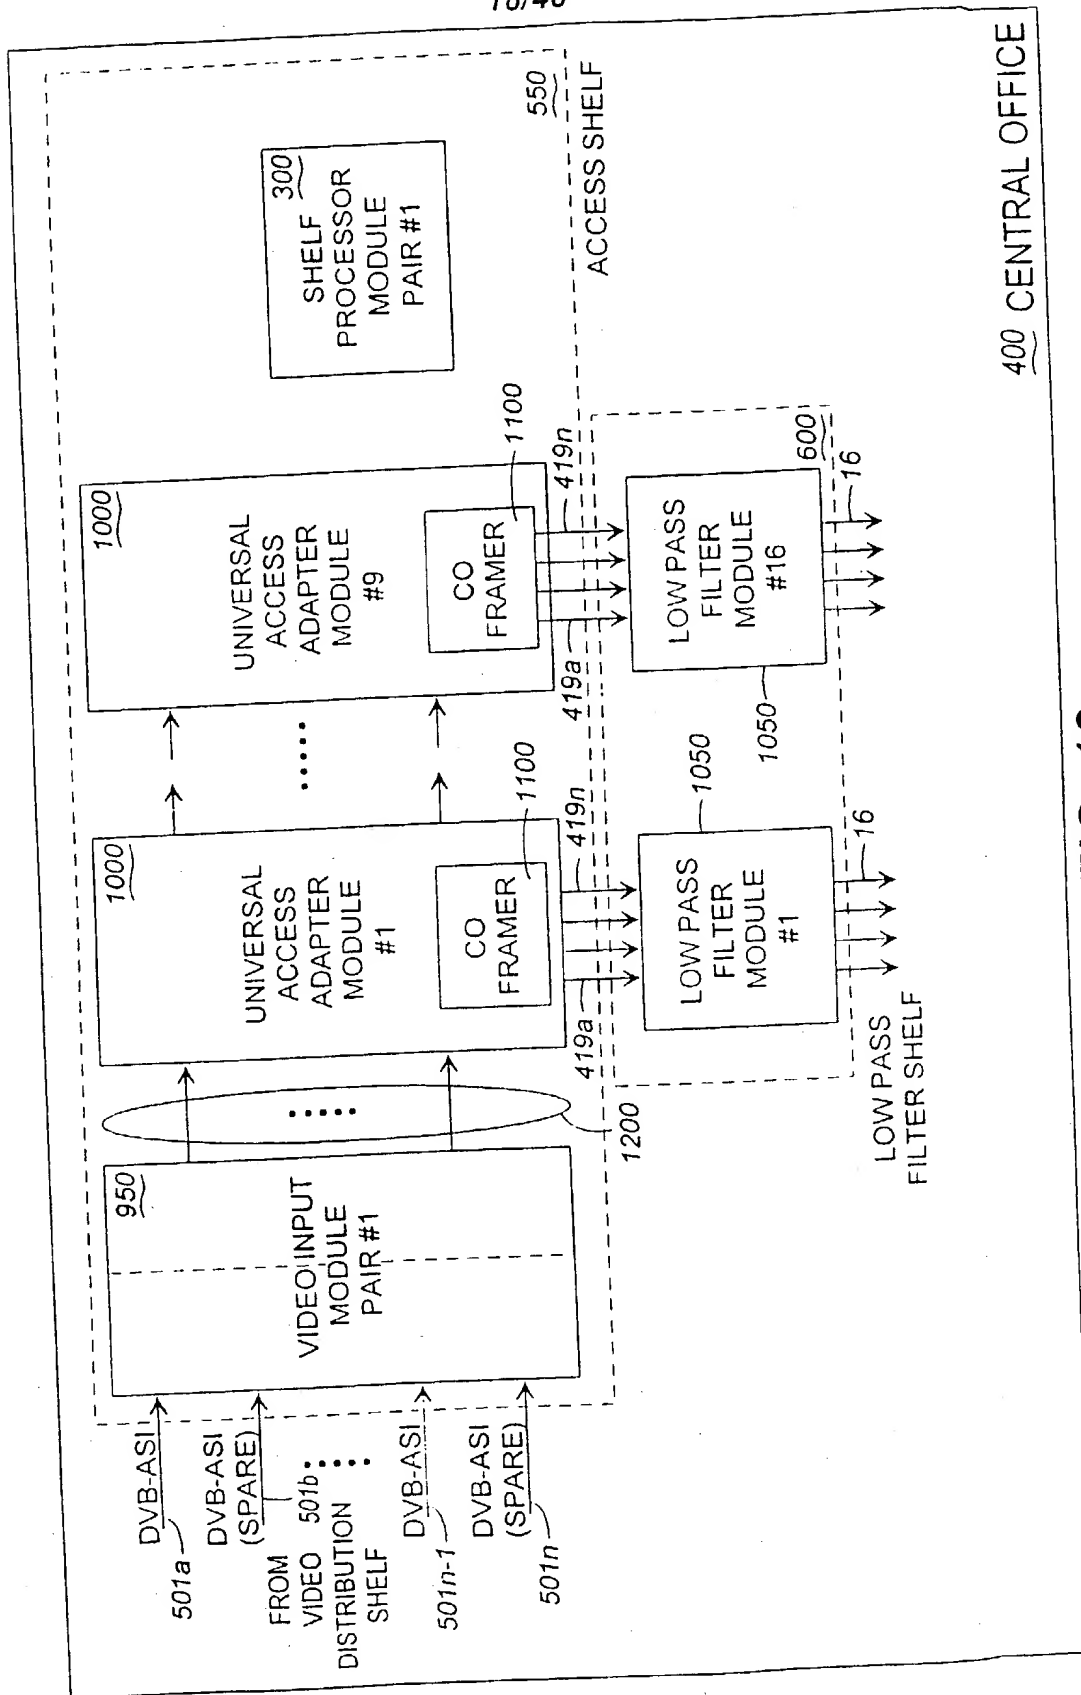 400 CENTRAL OFFICE
550
ACCESS SHELF
300
SHELF
PROCESSOR
MODULE
PAIR #1
1000
UNIVERSAL
ACCESS
ADAPTER
MODULE
#9
CO
FRAMER
1100
419a
419n
1000
UNIVERSAL
ACCESS
ADAPTER
MODULE
#1
CO
FRAMER
1100
419a
419n
1200
950
VIDEO INPUT
MODULE
PAIR #1
DVB-ASI
501a
DVB-ASI
(SPARE)
501b
FROM
VIDEO
DISTRIBUTION
SHELF
DVB-ASI
501n-1
DVB-ASI
(SPARE)
501n
600
LOW PASS
FILTER
MODULE
#16
1050
16
LOW PASS
FILTER
MODULE
#1
1050
16
LOW PASS
FILTER SHELF